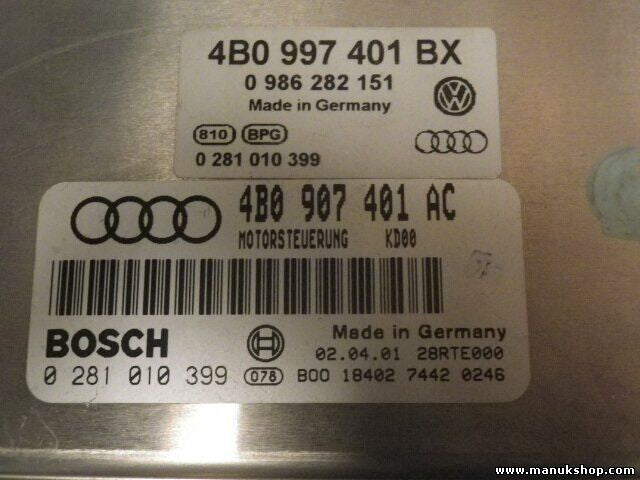 4B0 997 401 BX
0 986 282 151
Made in Germany
810 BPG
0 281 010 399
4B0 907 401 AC
MOTORSTEUERUNG KD00
BOSCH
Made in Germany
02.04.01 28RTE000
0 281 010 399 078 B00 18402 7442 0246
www.manukshop.com